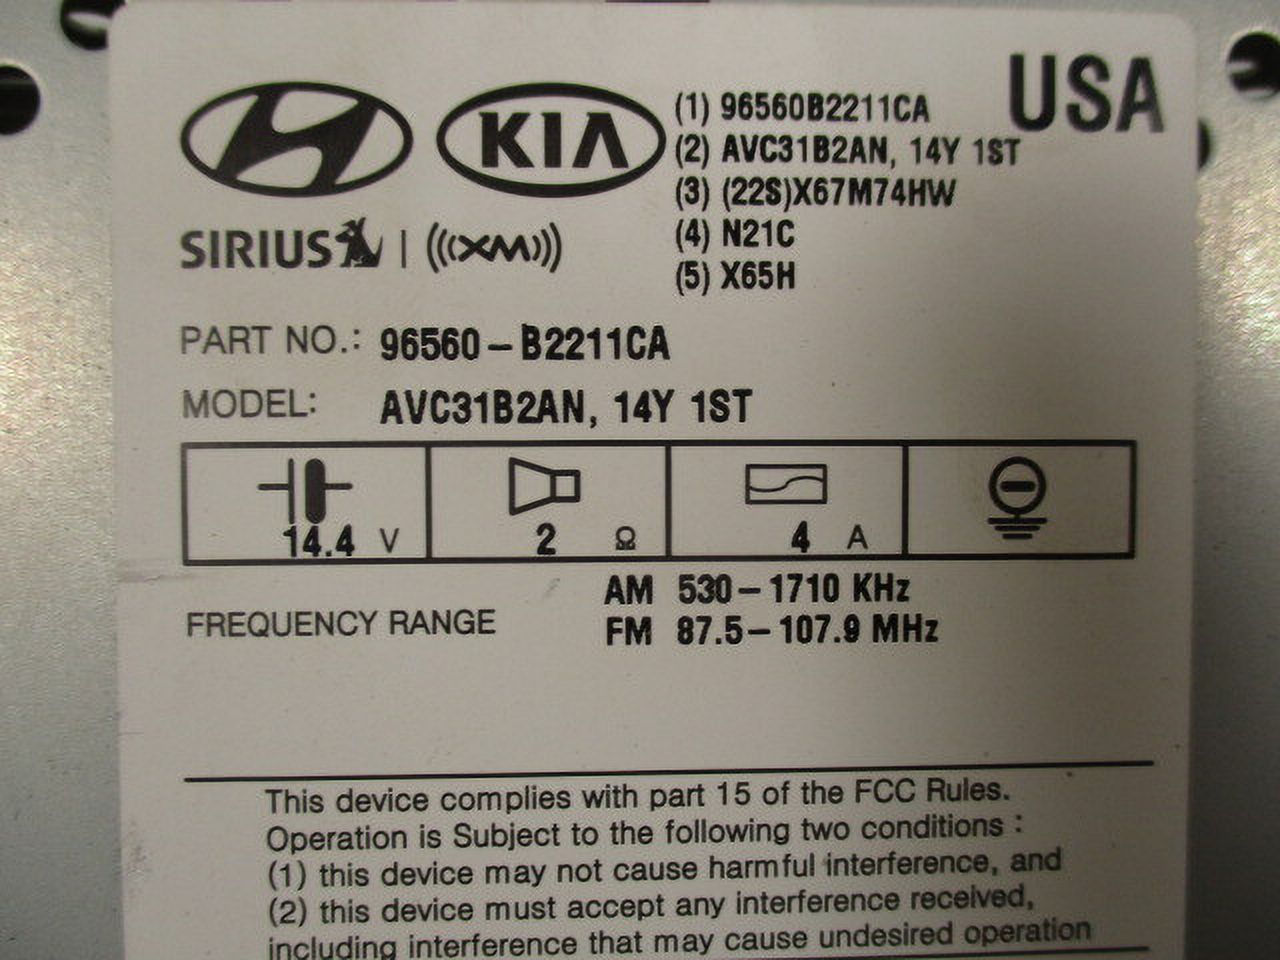 KIA
USA
(1) 96560B2211CA
(2) AVC31B2AN, 14Y 1ST
(3) (22S)X67M74HW
(4) N21C
(5) X65H
SIRIUS | (((XM)))
PART NO.: 96560-B2211CA
MODEL: AVC31B2AN, 14Y 1ST
14.4 V 2 Ω 4 A
FREQUENCY RANGE
AM 530-1710 KHz
FM 87.5-107.9 MHz
This device complies with part 15 of the FCC Rules.
Operation is Subject to the following two conditions :
(1) this device may not cause harmful interference, and
(2) this device must accept any interference received,
including interference that may cause undesired operation